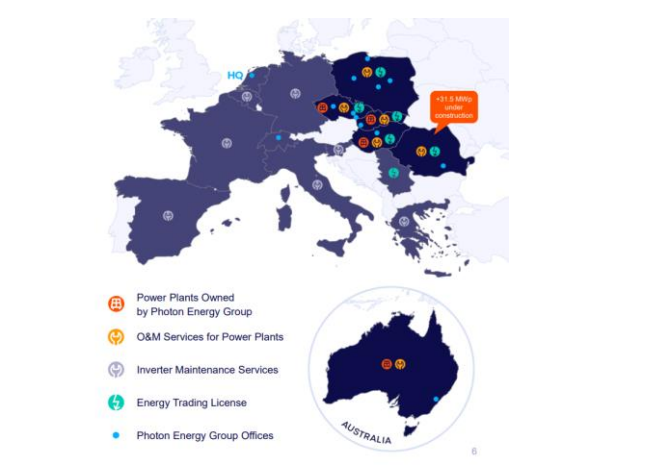 HQ
+31.5 MWp
under
construction
Power Plants Owned
by Photon Energy Group
O&M Services for Power Plants
Inverter Maintenance Services
Energy Trading License
Photon Energy Group Offices
AUSTRALIA
6